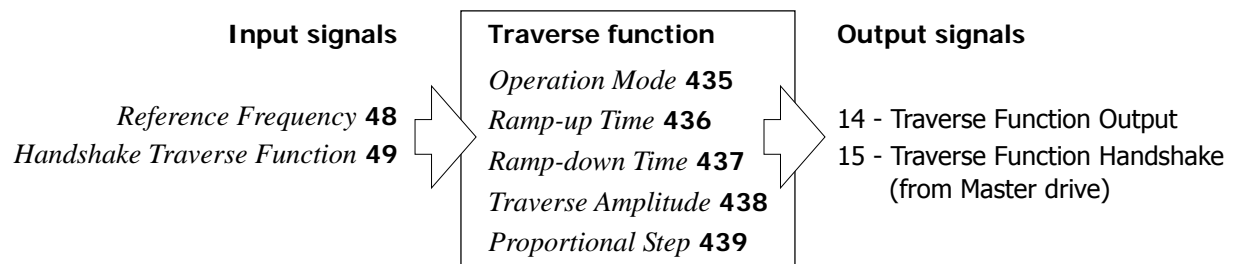 Input signals
Reference Frequency 48
Handshake Traverse Function 49
Traverse function
Operation Mode 435
Ramp-up Time 436
Ramp-down Time 437
Traverse Amplitude 438
Proportional Step 439
Output signals
14 - Traverse Function Output
15 - Traverse Function Handshake
(from Master drive)